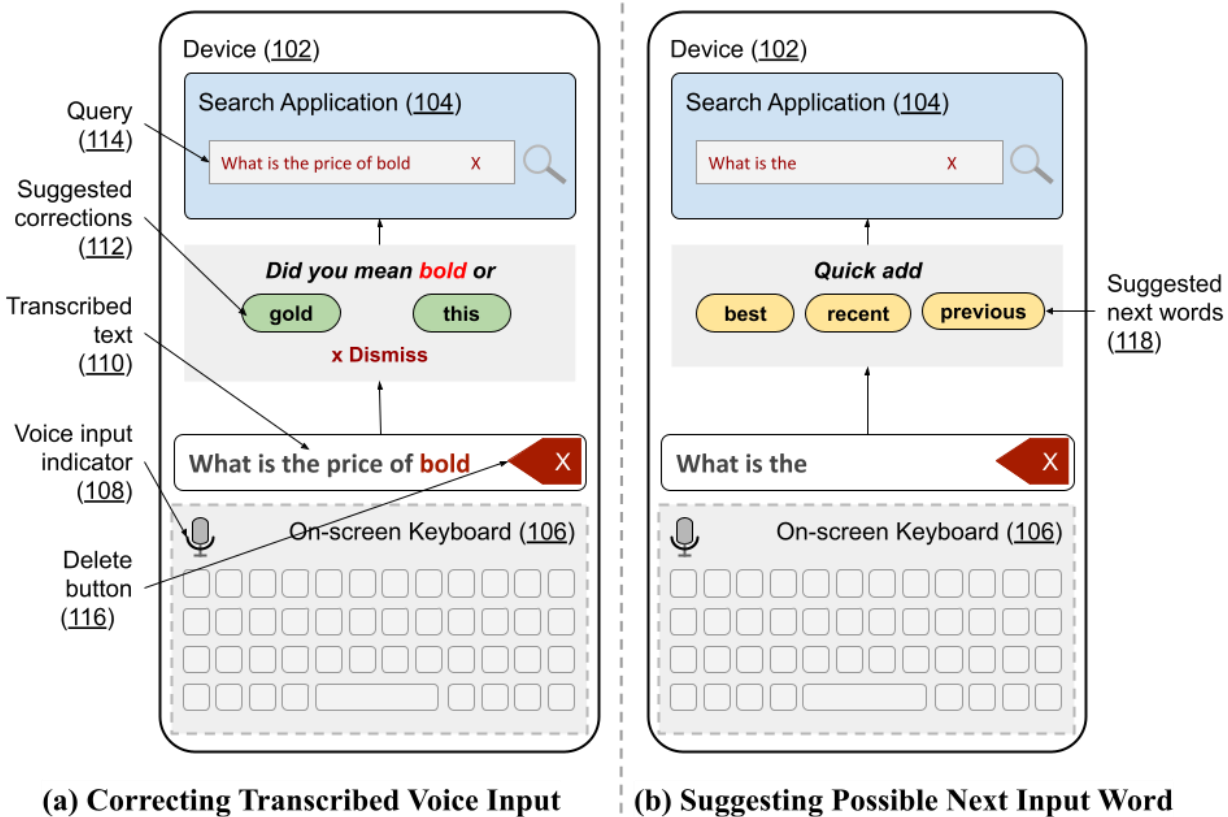 Device (102)
Search Application (104)
What is the price of bold X
Did you mean bold or
gold this
x Dismiss
What is the price of bold X
On-screen Keyboard (106)
Query
(114)
Suggested
corrections
(112)
Transcribed
text
(110)
Voice input
indicator
(108)
Delete
button
(116)
(a) Correcting Transcribed Voice Input
Device (102)
Search Application (104)
What is the X
Quick add
best recent previous
What is the X
On-screen Keyboard (106)
Suggested
next words
(118)
(b) Suggesting Possible Next Input Word